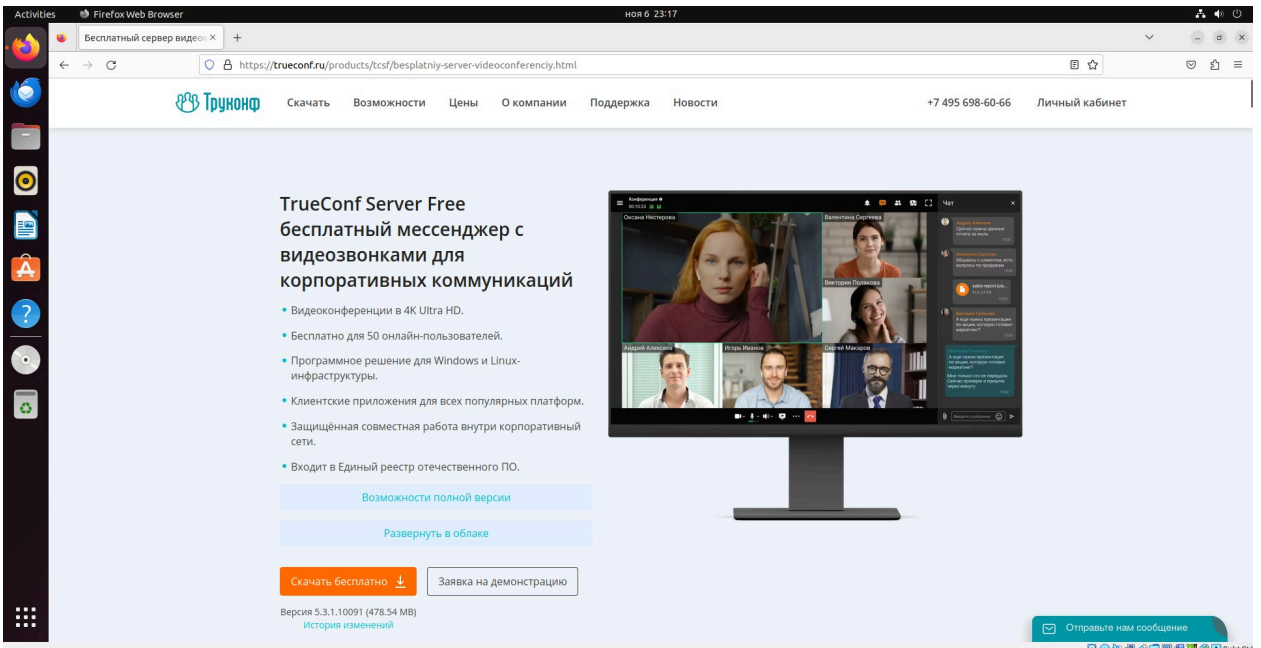 Activities
Firefox Web Browser
ноя 6 23:17
Бесплатный сервер видео
https://trueconf.ru/products/tcsf/besplatniy-server-videoconferenciy.html
Труконф
Скачать Возможности Цены О компании Поддержка Новости
+7 495 698-60-66 Личный кабинет
TrueConf Server Free
бесплатный мессенджер с
видеозвонками для
корпоративных коммуникаций
• Видеоконференции в 4K Ultra HD.
• Бесплатно для 50 онлайн-пользователей.
• Программное решение для Windows и Linux-
инфраструктуры.
• Клиентские приложения для всех популярных платформ.
• Защищённая совместная работа внутри корпоративный
сети.
• Входит в Единый реестр отечественного ПО.
Возможности полной версии
Развернуть в облаке
Скачать бесплатно
Заявка на демонстрацию
Версия 5.3.1.10091 (478.54 MB)
История изменений
Конференция
Оксана Нестерова
Валентина Сергеева
Виктория Полякова
Андрей Алексеев
Игорь Иванов
Сергей Макаров
Чат
Отправьте нам сообщение